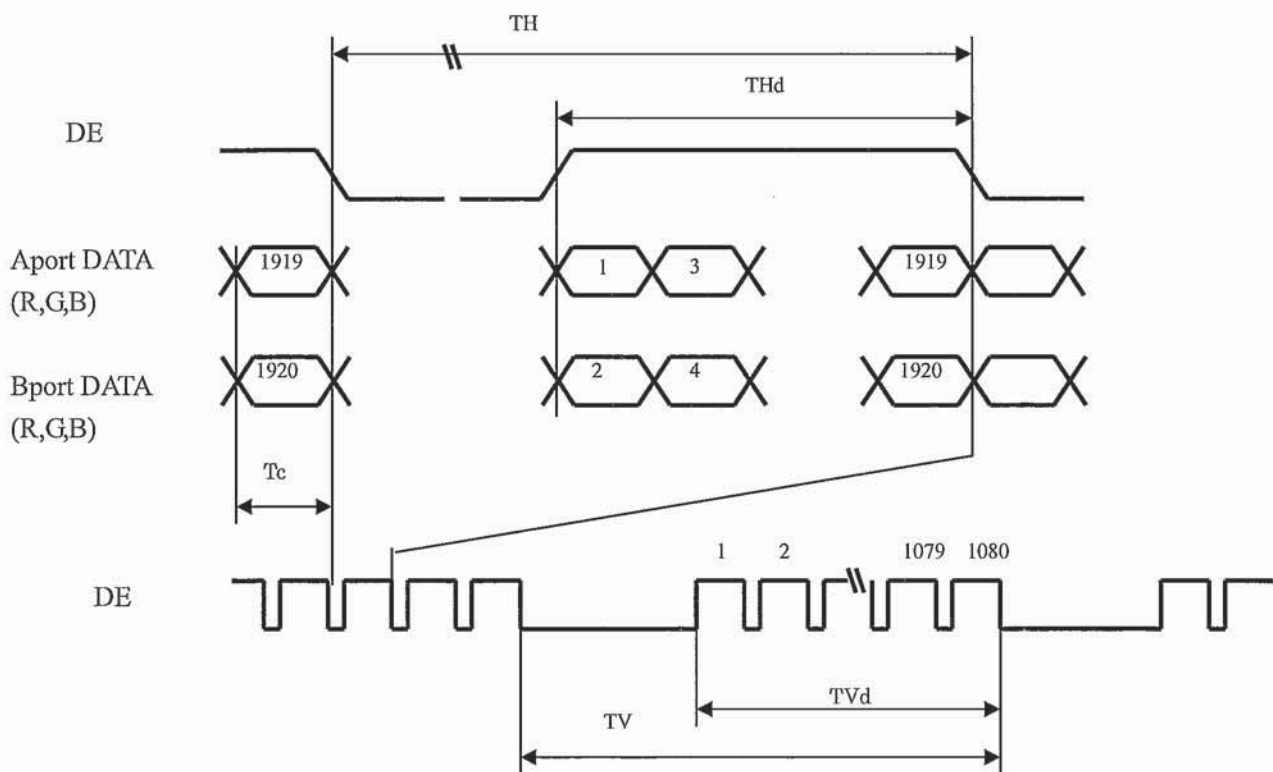 TH
THd
DE
Aport DATA
(R,G,B)
1919
1
3
1919
Bport DATA
(R,G,B)
1920
2
4
1920
Tc
1 2 1079 1080
DE
TVd
TV